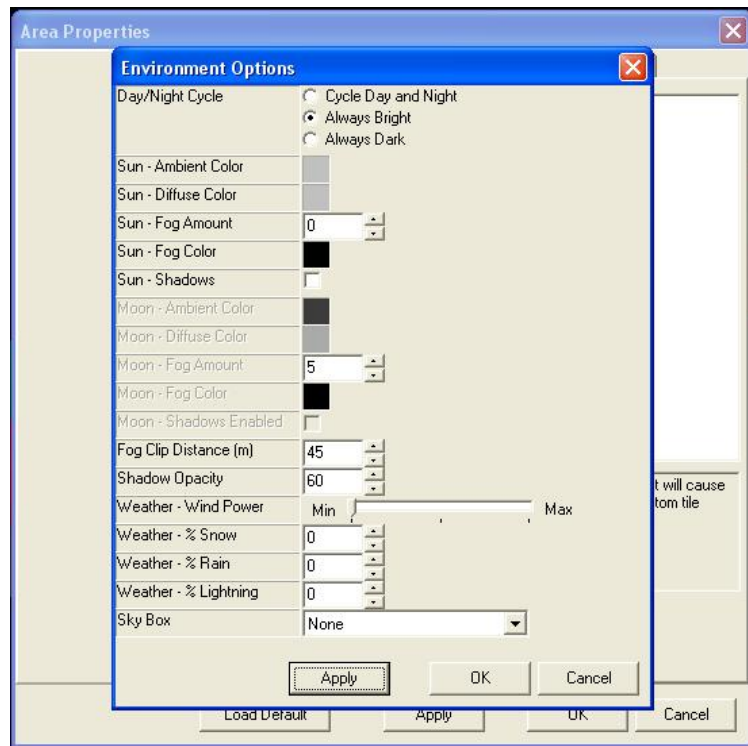 Area Properties
Environment Options
Day/Night Cycle
Cycle Day and Night
Always Bright
Always Dark
Sun - Ambient Color
Sun - Diffuse Color
Sun - Fog Amount 0
Sun - Fog Color
Sun - Shadows
Moon - Ambient Color
Moon - Diffuse Color
Moon - Fog Amount 5
Moon - Fog Color
Moon - Shadows Enabled
Fog Clip Distance (m) 45
Shadow Opacity 60
t will cause
Weather - Wind Power Min Max
tom tile
Weather - % Snow 0
Weather - % Rain 0
Weather - % Lightning 0
Sky Box None
Apply OK Cancel
Load Default Apply OK Cancel